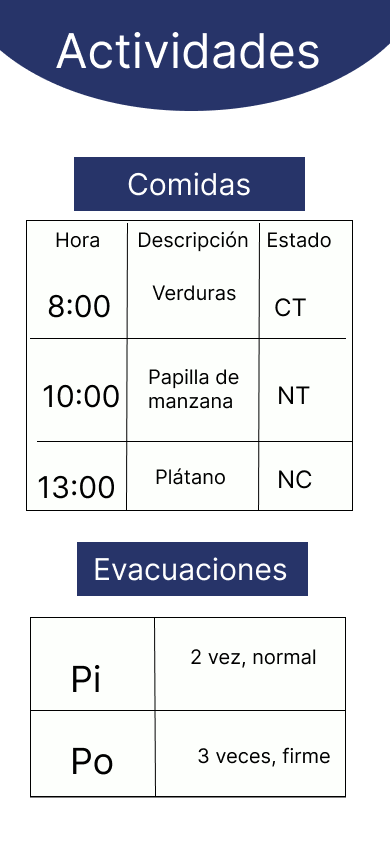 Actividades
Comidas
Hora Descripción Estado
8:00 Verduras CT
10:00 Papilla de manzana NT
13:00 Plátano NC
Evacuaciones
Pi 2 vez, normal
Po 3 veces, firme